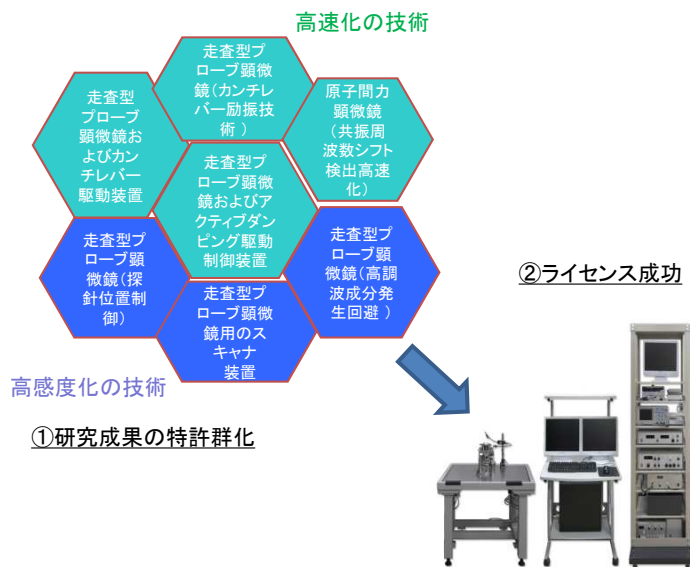 高速化の技術
走査型プ
ローブ顕微
鏡(カンチレ
バー励振技
術 )
走査型
プローブ
顕微鏡お
よびカン
チレバー
駆動装置
原子間力
顕微鏡
(共振周
波数シフト
検出高速
化)
走査型プ
ローブ顕微
鏡およびア
クティブダン
ピング駆動
制御装置
走査型プ
ローブ顕
微鏡(探
針位置制
御)
走査型プ
ローブ顕
微鏡(高調
波成分発
生回避 )
走査型プ
ローブ顕微
鏡用のス
キャナ
装置
②ライセンス成功
高感度化の技術
①研究成果の特許群化